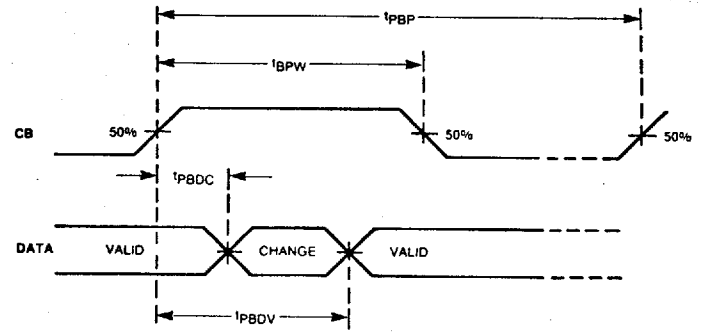 tPBP
tBPW
CB 50% 50% 50%
tPBDC
DATA VALID CHANGE VALID
tPBDV